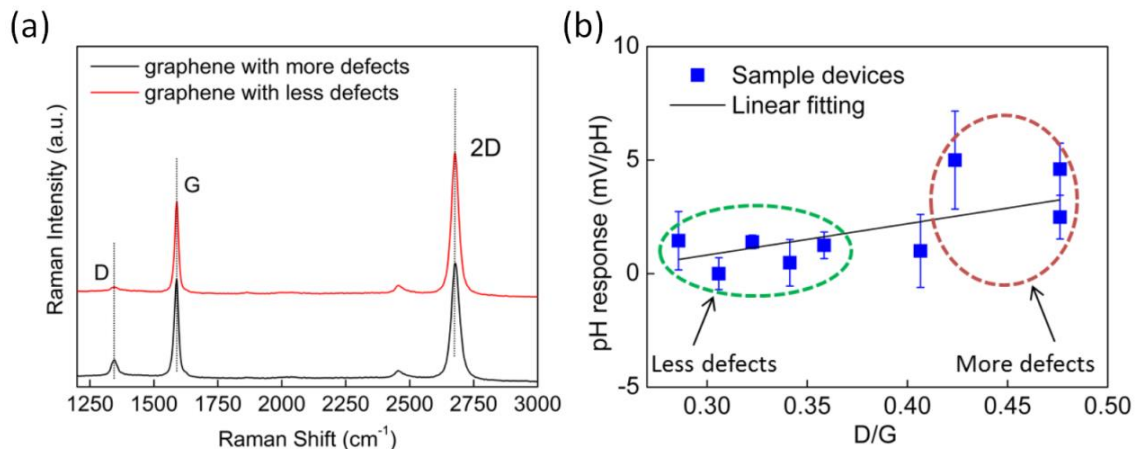 (a)
graphene with more defects
graphene with less defects
2D
G
D
Raman Intensity (a.u.)
1250 1500 1750 2000 2250 2500 2750 3000
Raman Shift (cm⁻¹)
(b)
10
Sample devices
Linear fitting
5
0
-5
pH response (mV/pH)
Less defects
More defects
0.30 0.35 0.40 0.45 0.50
D/G